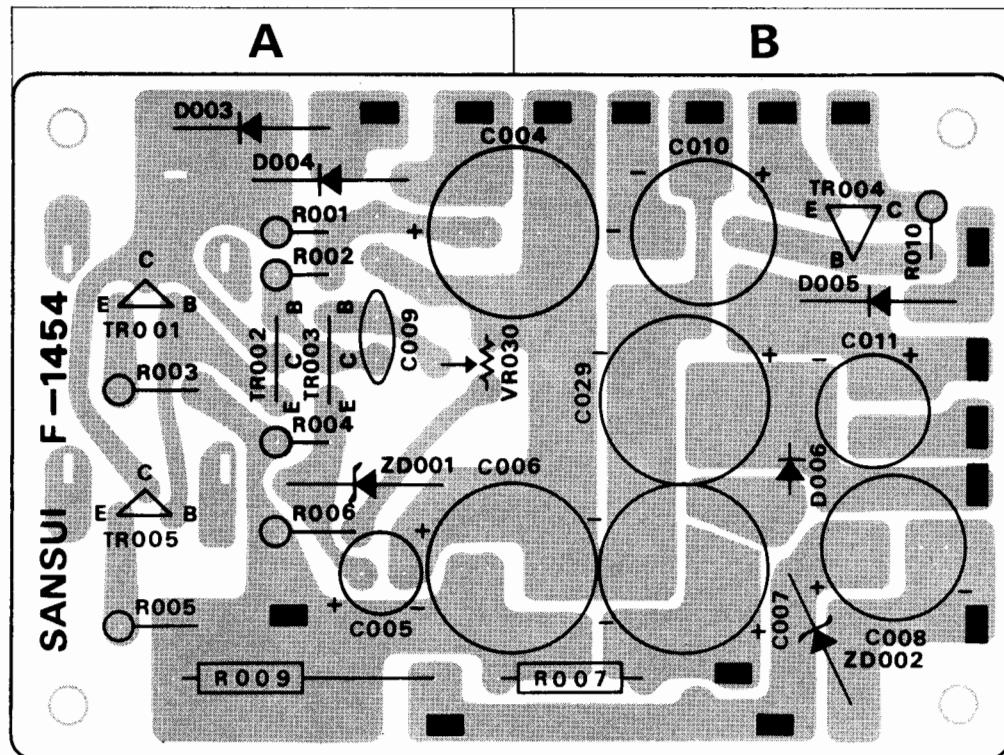 A
B
D003
D004
C004
C010
TR004
E C
B
R010
R001
R002
+
-
-
+
D005
C
E B
TR001
B
C
E
TR002
B
C
E
TR003
C009
VR030
C029
-
+
C011
-
+
R003
R004
ZD001
C006
D006
C
E B
TR005
R006
+
-
C005
+
-
-
+
C007
+
-
C008
ZD002
R005
R009
R007
SANSUI F-1454